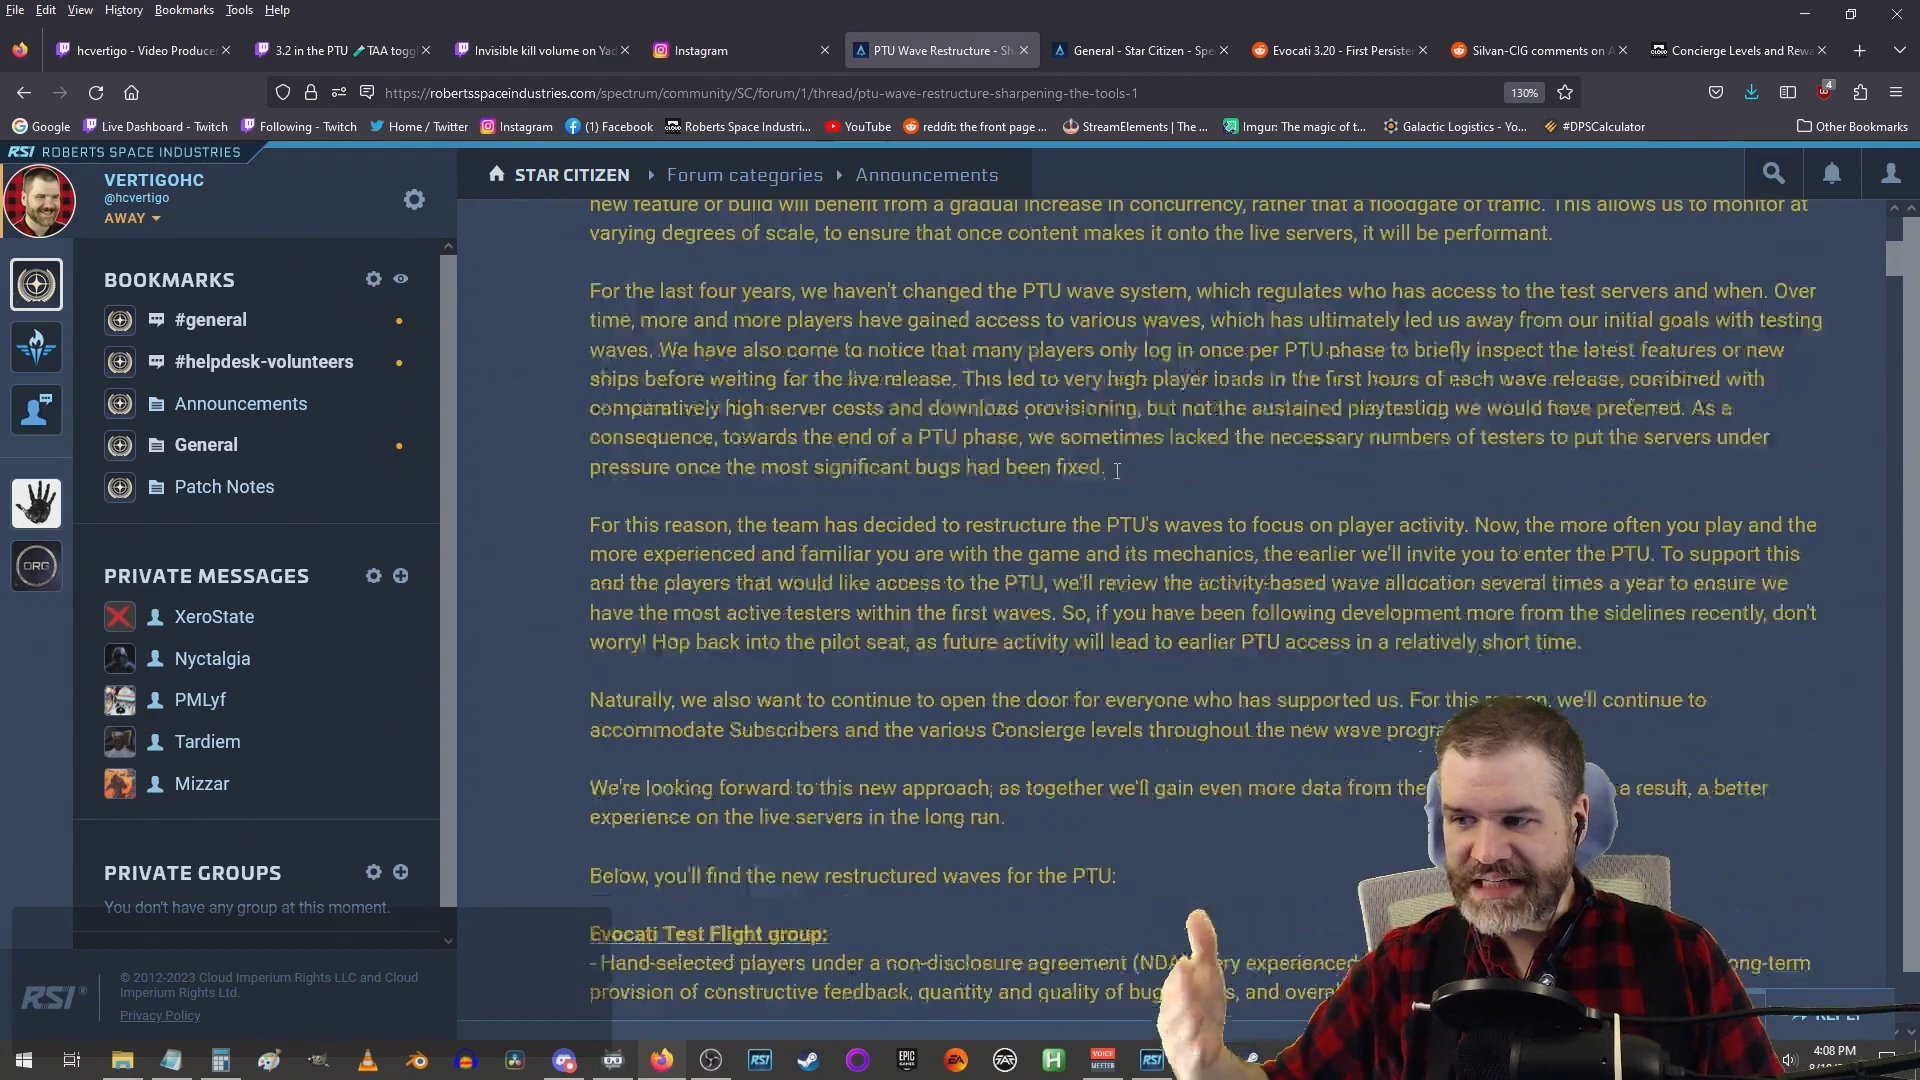 File Edit View History Bookmarks Tools Help
hcvertigo - Video Produce
3.2 in the PTU TAA togg
Invisible kill volume on Ya
Instagram
PTU Wave Restructure - Sh
General - Star Citizen - Spe
Evocati 3.20 - First Persister
Silvan-CIG comments on A
Concierge Levels and Rewa
https://robertsspaceindustries.com/spectrum/community/SC/forum/1/thread/ptu-wave-restructure-sharpening-the-tools-1
130%
4
Google
Live Dashboard - Twitch
Following - Twitch
Home / Twitter
Instagram
(1) Facebook
Roberts Space Industri...
YouTube
reddit: the front page ...
StreamElements | The ...
Imgur: The magic of t...
Galactic Logistics - Yo...
#DPSCalculator
Other Bookmarks
RSI ROBERTS SPACE INDUSTRIES
VERTIGOHC
@hcvertigo
AWAY
STAR CITIZEN
Forum categories
Announcements
BOOKMARKS
#general
#helpdesk-volunteers
Announcements
General
Patch Notes
PRIVATE MESSAGES
XeroState
Nyctalgia
PMLyf
Tardiem
Mizzar
ORG
PRIVATE GROUPS
You don't have any group at this moment.
RSI
© 2012-2023 Cloud Imperium Rights LLC and Cloud
Imperium Rights Ltd.
Privacy Policy
new feature or build will benefit from a gradual increase in concurrency, rather that a floodgate of traffic. This allows us to monitor at
varying degrees of scale, to ensure that once content makes it onto the live servers, it will be performant.
For the last four years, we haven't changed the PTU wave system, which regulates who has access to the test servers and when. Over
time, more and more players have gained access to various waves, which has ultimately led us away from our initial goals with testing
waves. We have also come to notice that many players only log in once per PTU phase to briefly inspect the latest features or new
ships before waiting for the live release. This led to very high player loads in the first hours of each wave release, combined with
comparatively high server costs and download provisioning, but not the sustained playtesting we would have preferred. As a
consequence, towards the end of a PTU phase, we sometimes lacked the necessary numbers of testers to put the servers under
pressure once the most significant bugs had been fixed.
For this reason, the team has decided to restructure the PTU's waves to focus on player activity. Now, the more often you play and the
more experienced and familiar you are with the game and its mechanics, the earlier we'll invite you to enter the PTU. To support this
and the players that would like access to the PTU, we'll review the activity-based wave allocation several times a year to ensure we
have the most active testers within the first waves. So, if you have been following development more from the sidelines recently, don't
worry! Hop back into the pilot seat, as future activity will lead to earlier PTU access in a relatively short time.
Naturally, we also want to continue to open the door for everyone who has supported us. For this reason, we'll continue to
accommodate Subscribers and the various Concierge levels throughout the new wave progra
We're looking forward to this new approach, as together we'll gain even more data from the a result, a better
experience on the live servers in the long run.
Below, you'll find the new restructured waves for the PTU:
Evocati Test Flight group:
- Hand-selected players under a non-disclosure agreement (NDA) ery experienced ong-term
provision of constructive feedback, quantity and quality of bug s, and overal
REPLY
RSI
EPIC GAMES
EA
H
VOICE MEETER
RSI
4:08 PM